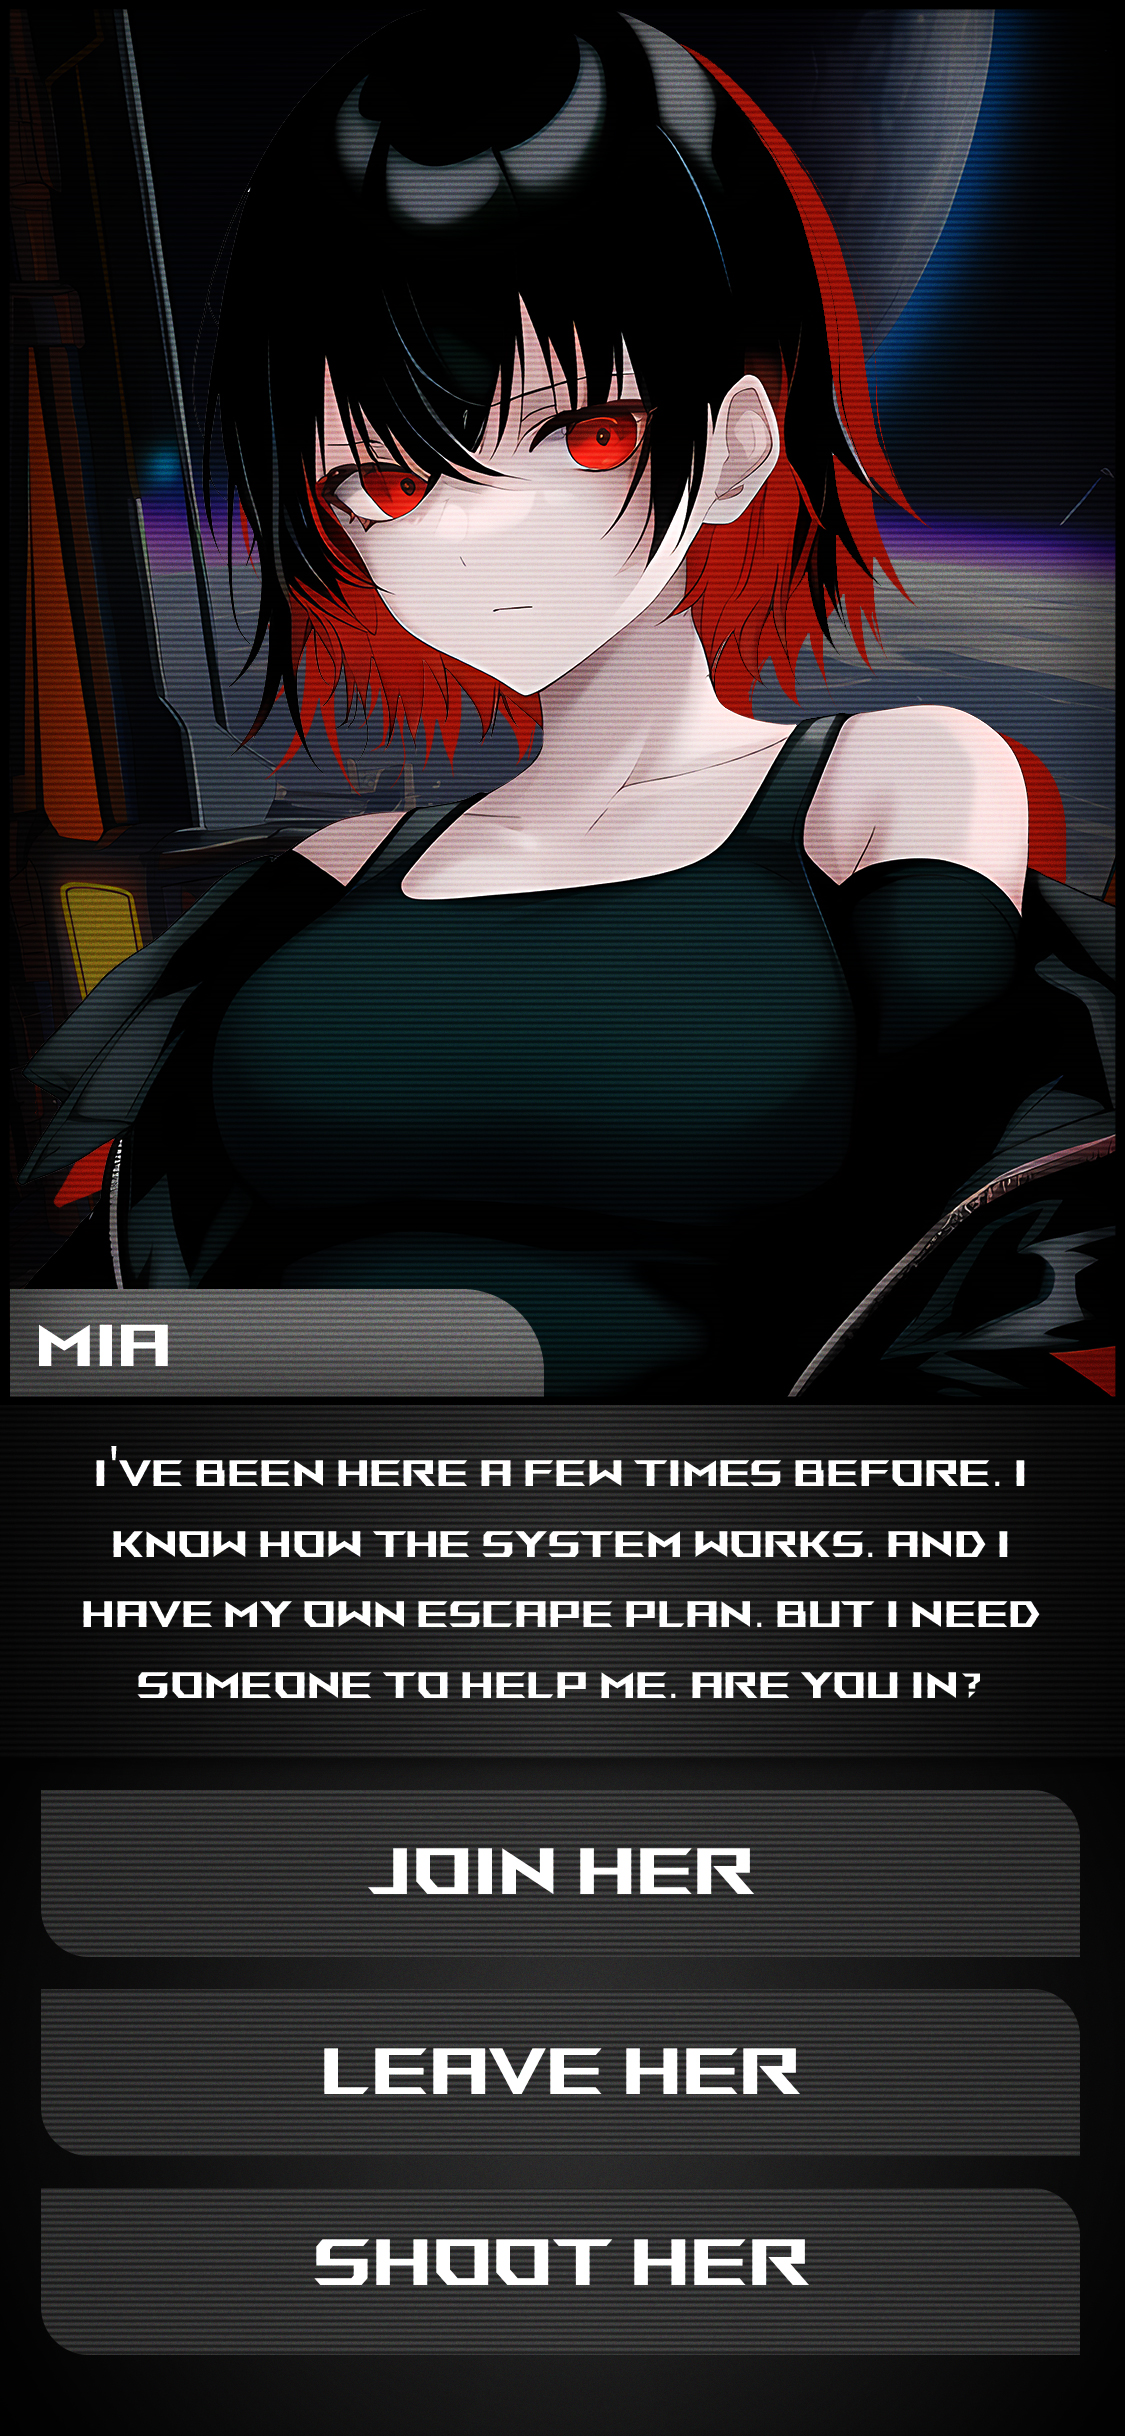 MIA
I'VE BEEN HERE A FEW TIMES BEFORE. I
KNOW HOW THE SYSTEM WORKS. AND I
HAVE MY OWN ESCAPE PLAN. BUT I NEED
SOMEONE TO HELP ME. ARE YOU IN?
JOIN HER
LEAVE HER
SHOOT HER